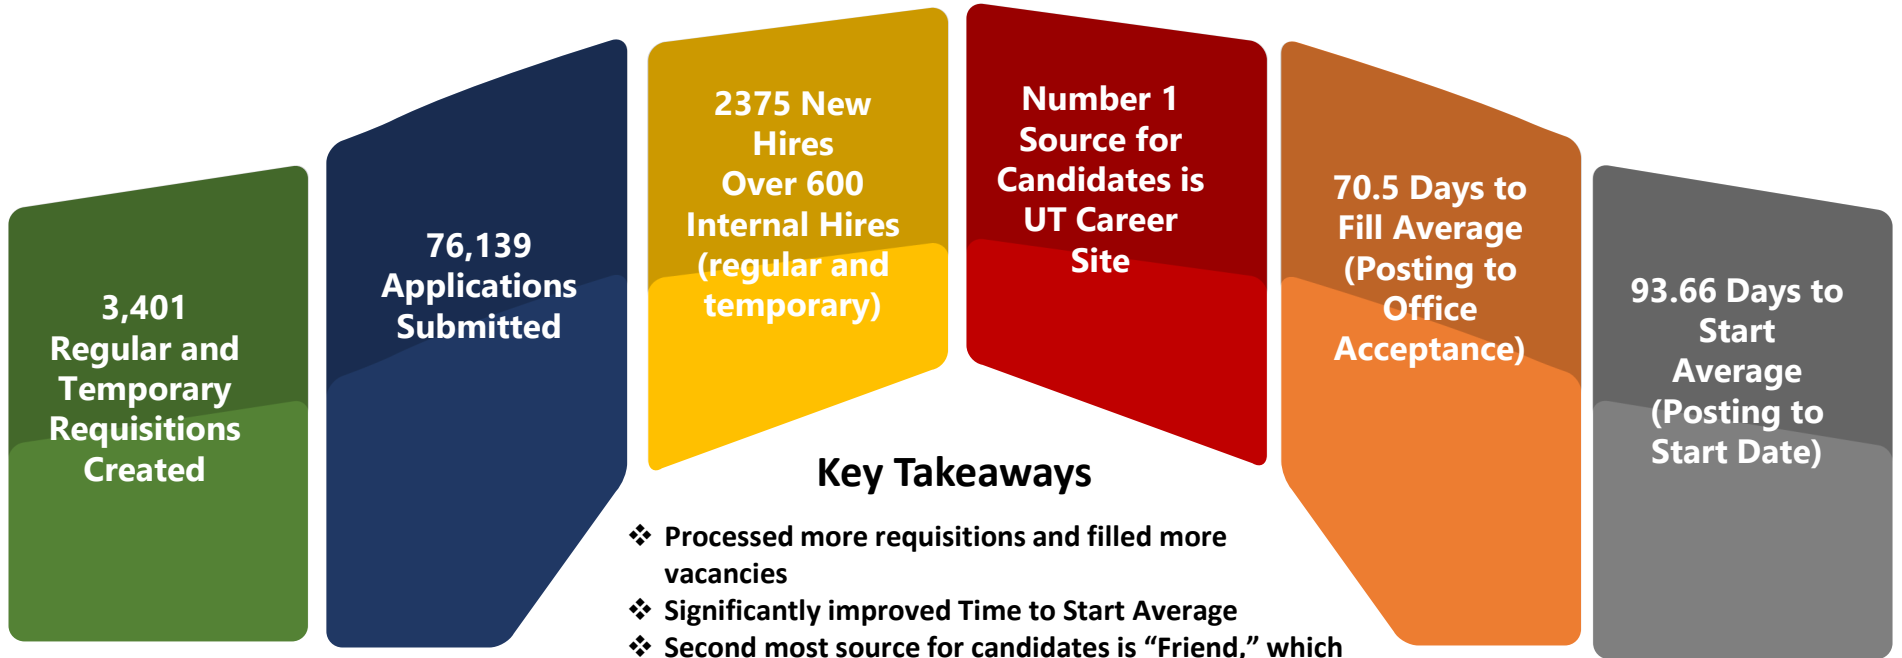 3,401
Regular and
Temporary
Requisitions
Created
76,139
Applications
Submitted
2375 New
Hires
Over 600
Internal Hires
(regular and
temporary)
Number 1
Source for
Candidates is
UT Career
Site
70.5 Days to
Fill Average
(Posting to
Office
Acceptance)
93.66 Days to
Start
Average
(Posting to
Start Date)
Key Takeaways
❖ Processed more requisitions and filled more
vacancies
❖ Significantly improved Time to Start Average
❖ Second most source for candidates is “Friend,” which